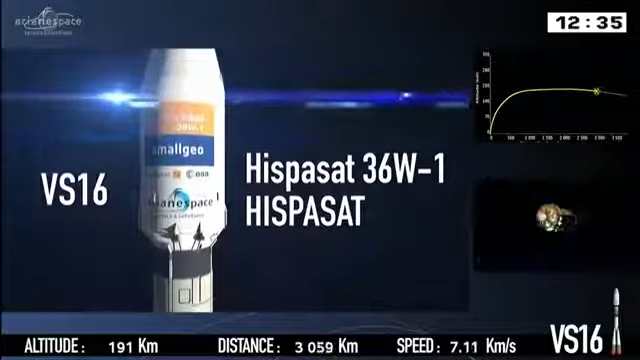 arianespace
12:35
smallgeo
esa
arianespace
VS16
Hispasat 36W-1
HISPASAT
ALTITUDE: 191 Km
DISTANCE: 3 059 Km
SPEED: 7.11 Km/s
VS16